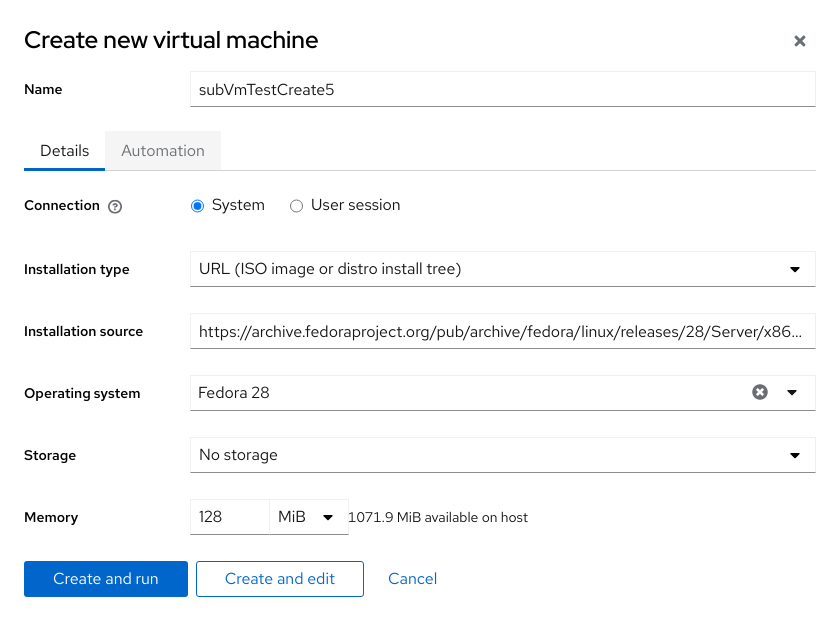 Create new virtual machine
Name subVmTestCreate5
Details Automation
Connection System User session
Installation type URL (ISO image or distro install tree)
Installation source https://archive.fedoraproject.org/pub/archive/fedora/linux/releases/28/Server/x86...
Operating system Fedora 28
Storage No storage
Memory 128 MiB 1071.9 MiB available on host
Create and run Create and edit Cancel